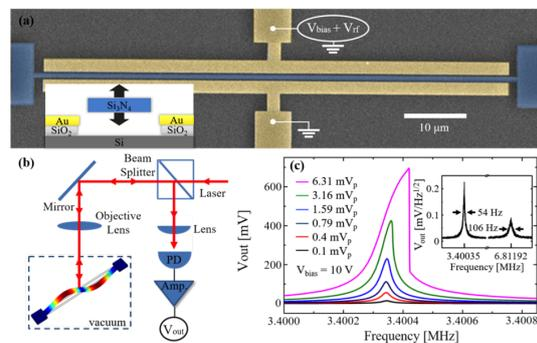 (a)
V_bias + V_rf
Si₃N₄
Au
SiO₂
Au
SiO₂
Si
10 μm
(b)
Beam
Splitter
Laser
Mirror
Objective
Lens
Lens
PD
Amp.
V_out
vacuum
(c)
6.31 mV_p
3.16 mV_p
1.59 mV_p
0.79 mV_p
0.4 mV_p
0.1 mV_p
V_bias = 10 V
Vout [mV]
600
400
200
0
3.4000
3.4002
3.4004
3.4006
3.4008
Frequency [MHz]
V_out [mV/Hz^1/2]
0.2
0.1
0.0
54 Hz
106 Hz
3.40035
6.81192
Frequency [MHz]